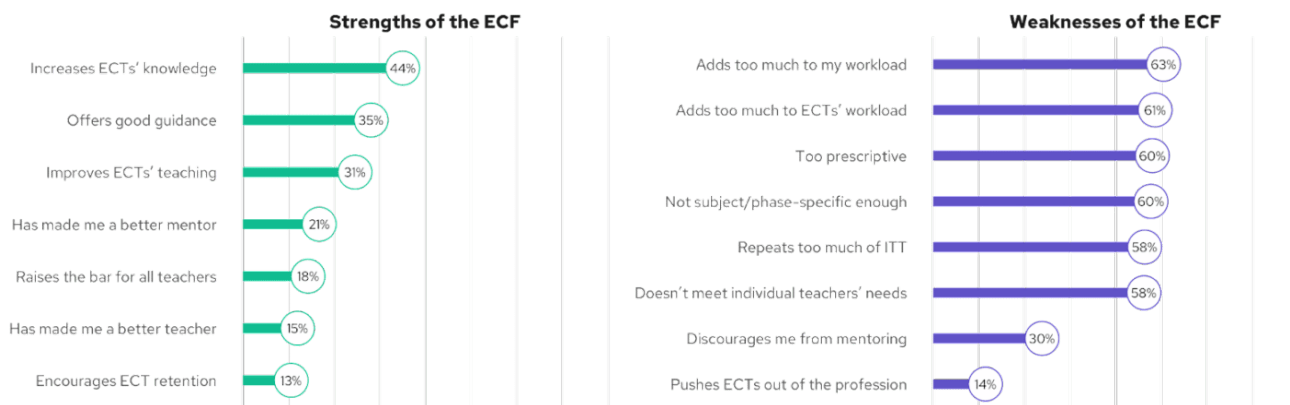 Strengths of the ECF
Increases ECTs' knowledge 44%
Offers good guidance 35%
Improves ECTs' teaching 31%
Has made me a better mentor 21%
Raises the bar for all teachers 18%
Has made me a better teacher 15%
Encourages ECT retention 13%
Weaknesses of the ECF
Adds too much to my workload 63%
Adds too much to ECTs' workload 61%
Too prescriptive 60%
Not subject/phase-specific enough 60%
Repeats too much of ITT 58%
Doesn't meet individual teachers' needs 58%
Discourages me from mentoring 30%
Pushes ECTs out of the profession 14%